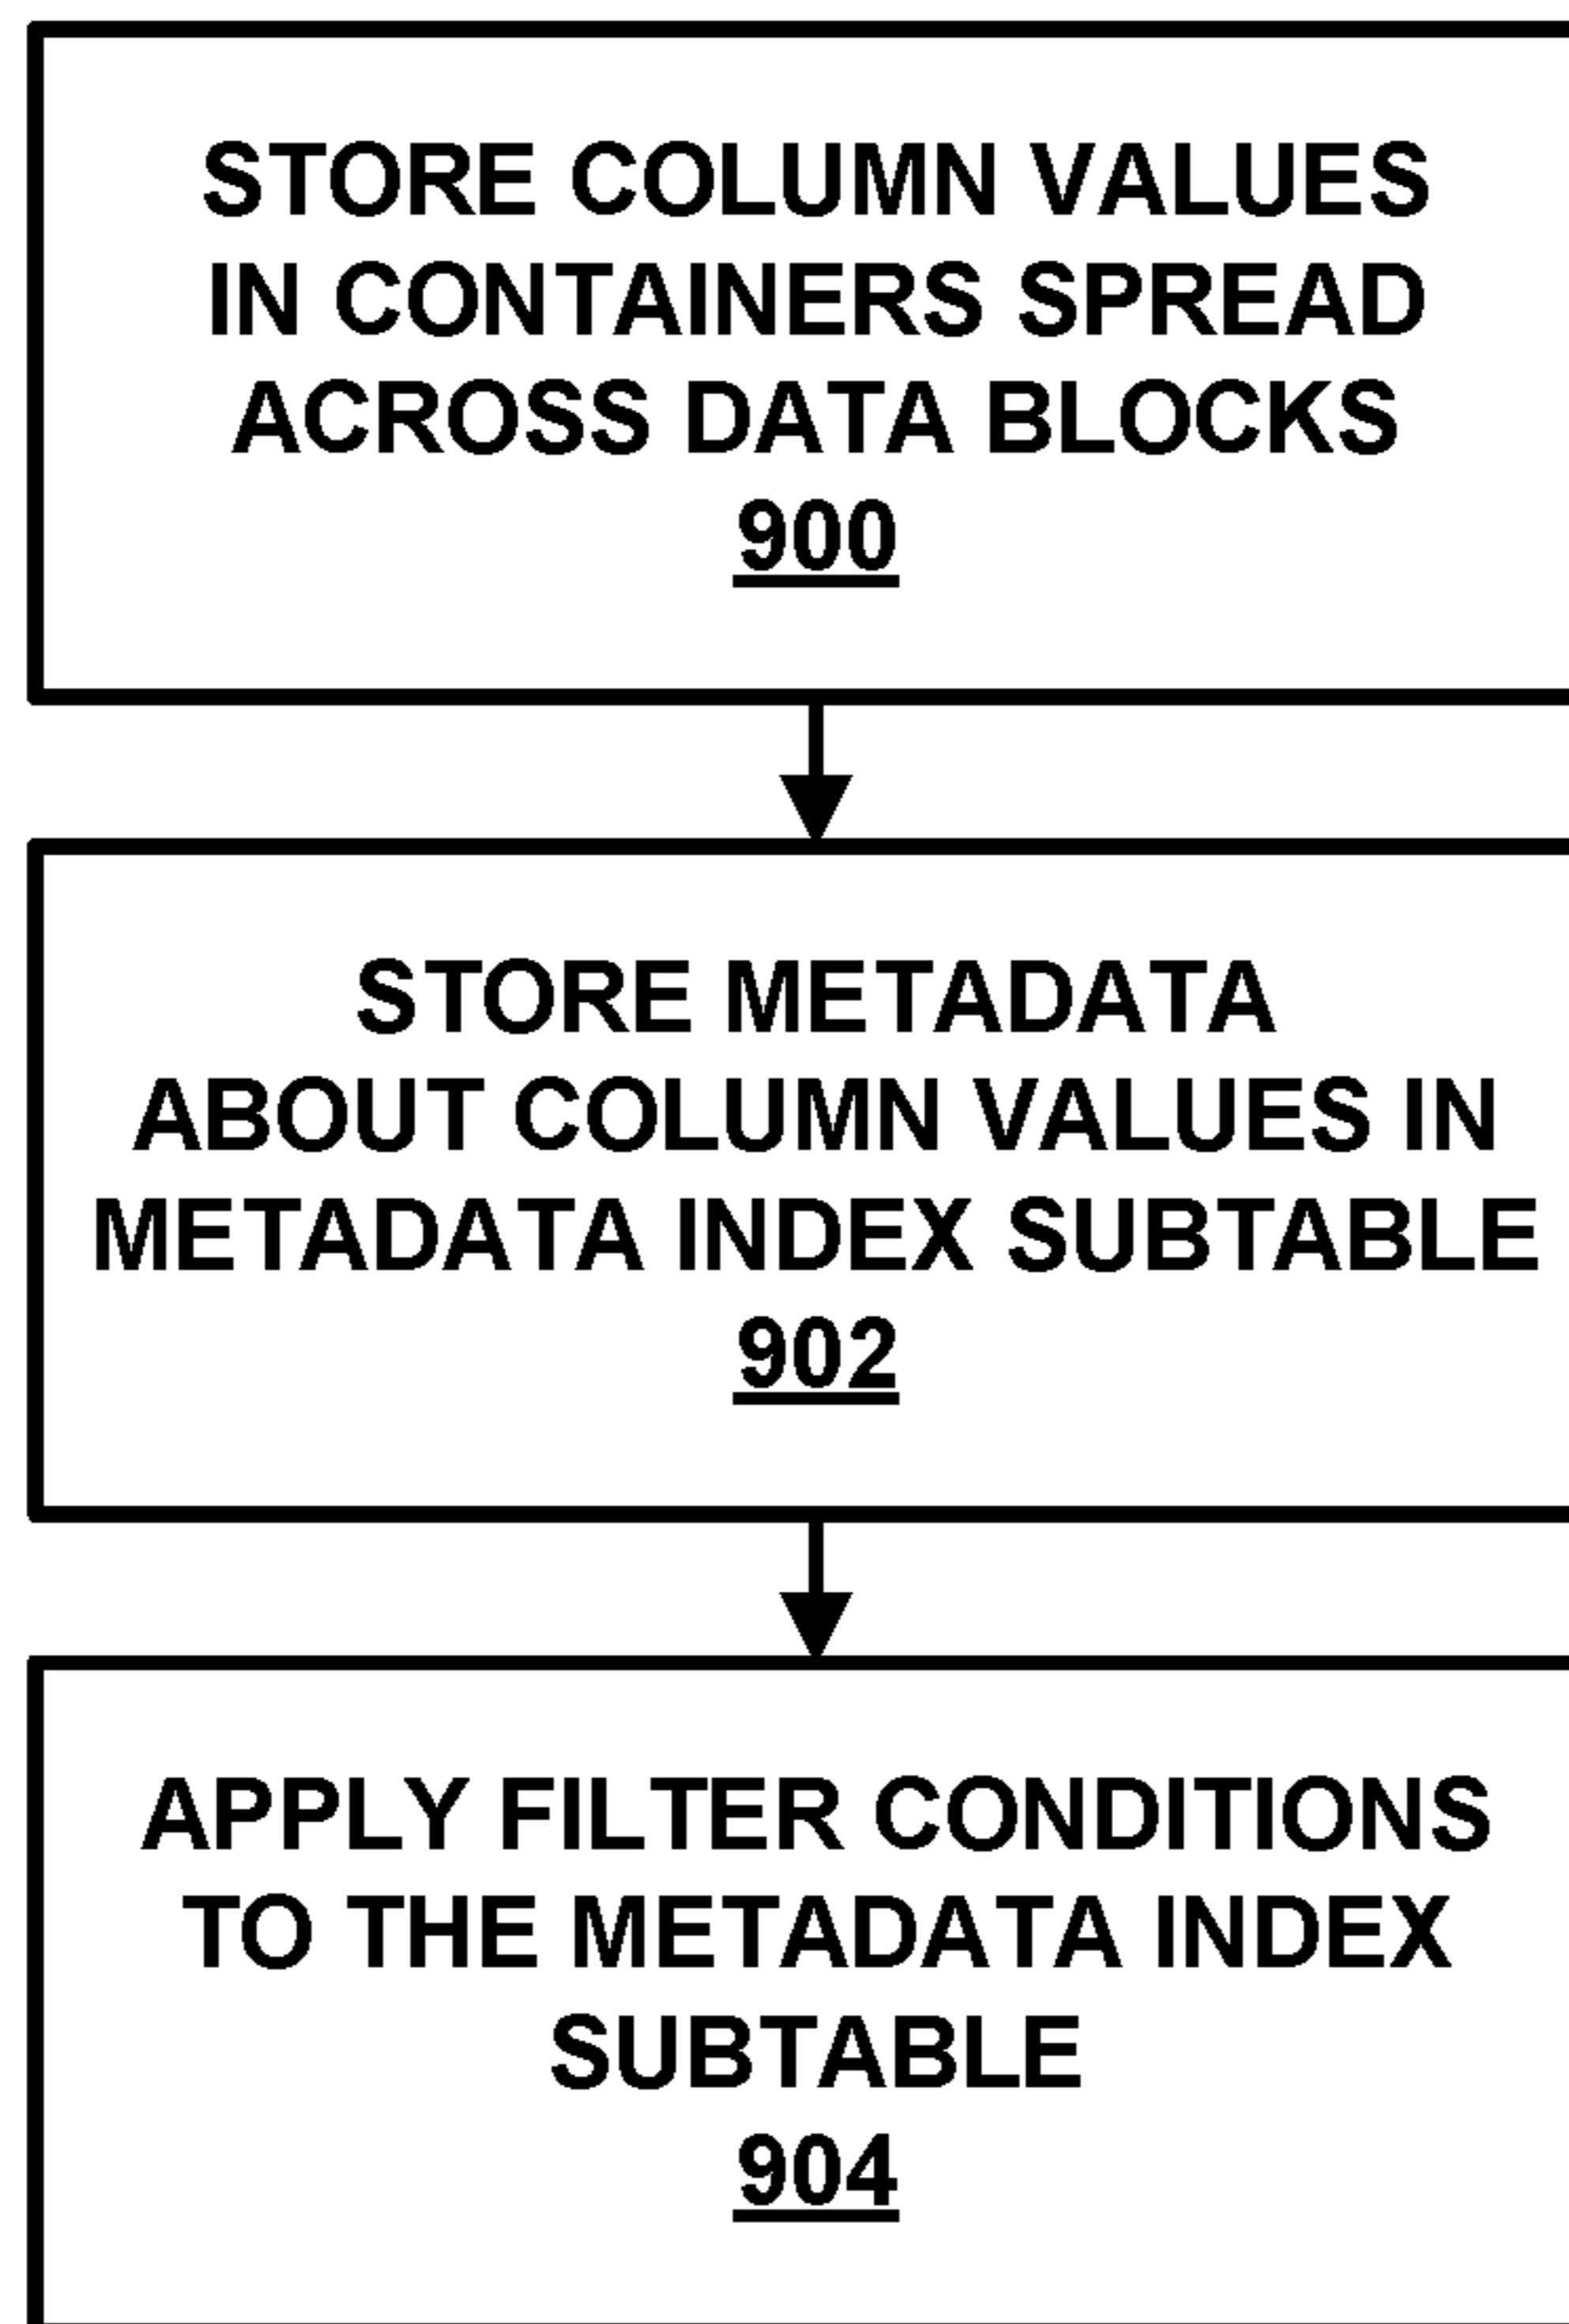 STORE COLUMN VALUES
IN CONTAINERS SPREAD
ACROSS DATA BLOCKS
900
STORE METADATA
ABOUT COLUMN VALUES IN
METADATA INDEX SUBTABLE
902
APPLY FILTER CONDITIONS
TO THE METADATA INDEX
SUBTABLE
904